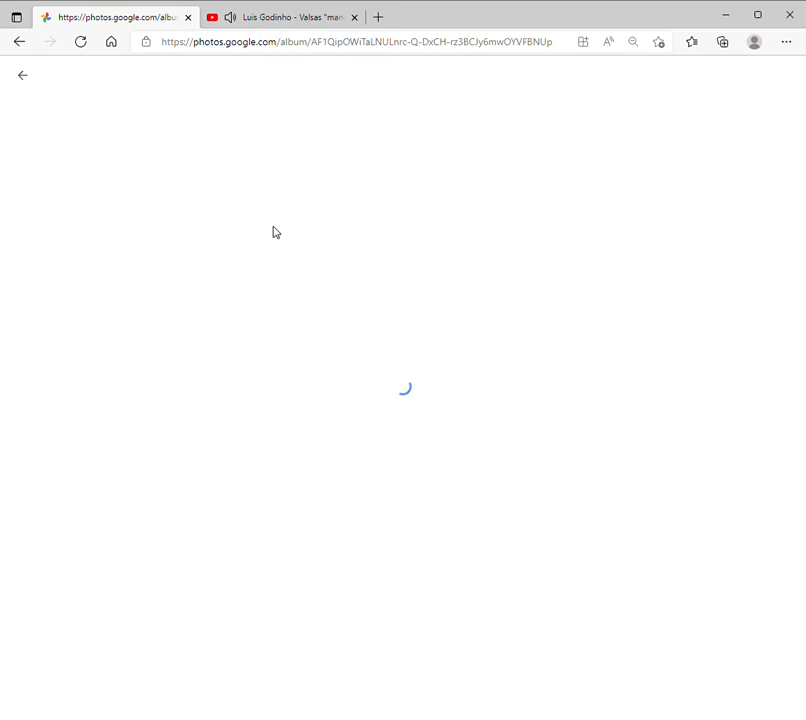 https://photos.google.com/albu
Luis Godinho - Valsas "man
https://photos.google.com/album/AF1QipOWiTaLNULnrc-Q-DxCH-rz3BCJy6mwOYVFBNUp